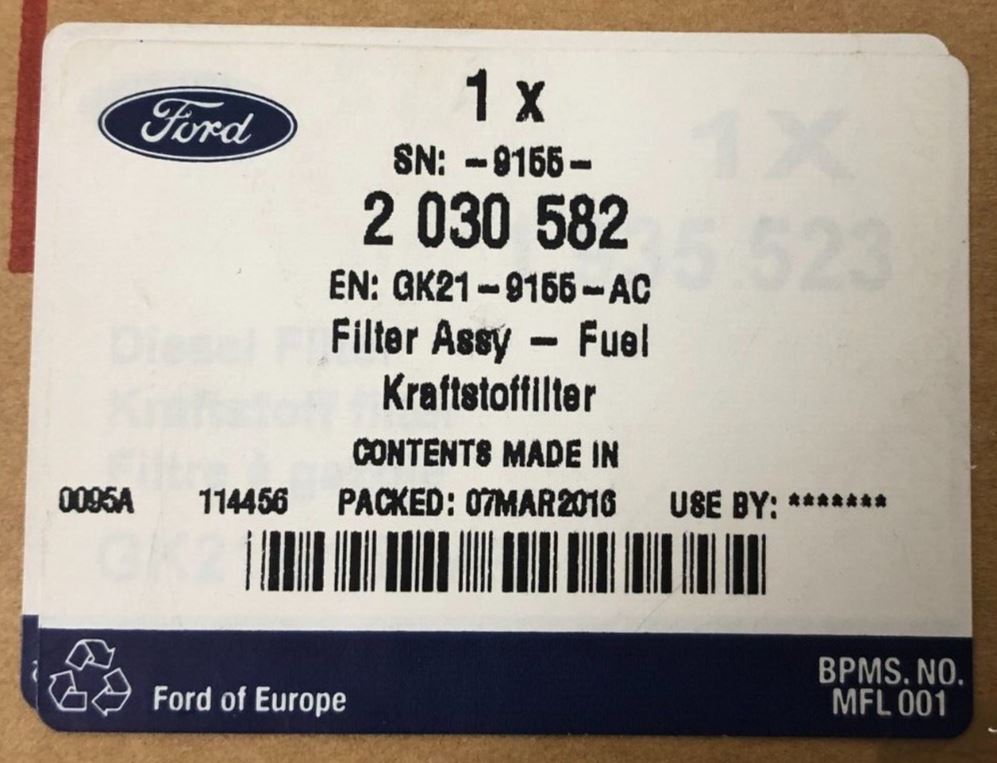 Ford
1 x
SN: -9155-
2 030 582
EN: GK21-9155-AC
Filter Assy - Fuel
Kraftstoffilter
CONTENTS MADE IN
0095A 114456 PACKED: 07MAR2016 USE BY: *******
Ford of Europe
BPMS. NO.
MFL 001